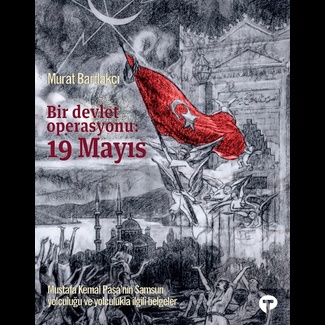 Murat Bardakçı
Bir devlet
operasyonu:
19 Mayıs
Mustafa Kemal Paşa'nın Samsun
yolculuğu ve yolculukla ilgili belgeler